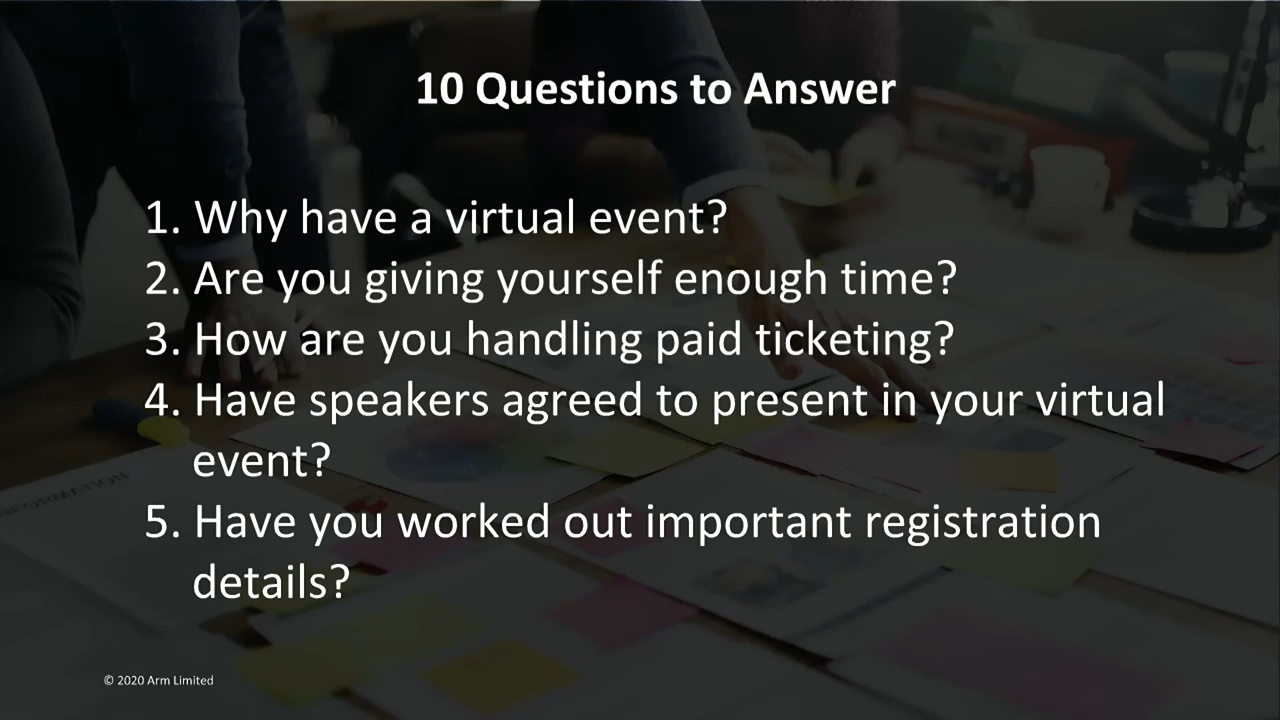 10 Questions to Answer
1. Why have a virtual event?
2. Are you giving yourself enough time?
3. How are you handling paid ticketing?
4. Have speakers agreed to present in your virtual
event?
5. Have you worked out important registration
details?
© 2020 Arm Limited